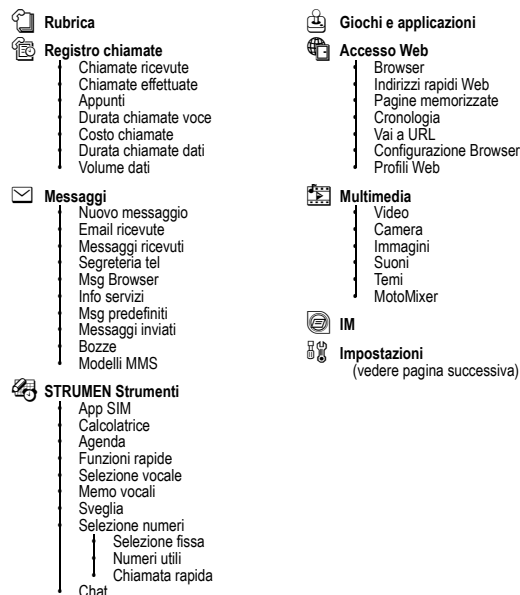 Rubrica
Registro chiamate
Chiamate ricevute
Chiamate effettuate
Appunti
Durata chiamate voce
Costo chiamate
Durata chiamate dati
Volume dati
Messaggi
Nuovo messaggio
Email ricevute
Messaggi ricevuti
Segreteria tel
Msg Browser
Info servizi
Msg predefiniti
Messaggi inviati
Bozze
Modelli MMS
STRUMEN Strumenti
App SIM
Calcolatrice
Agenda
Funzioni rapide
Selezione vocale
Memo vocali
Sveglia
Selezione numeri
Selezione fissa
Numeri utili
Chiamata rapida
Chat
Giochi e applicazioni
Accesso Web
Browser
Indirizzi rapidi Web
Pagine memorizzate
Cronologia
Vai a URL
Configurazione Browser
Profili Web
Multimedia
Video
Camera
Immagini
Suoni
Temi
MotoMixer
IM
Impostazioni
(vedere pagina successiva)